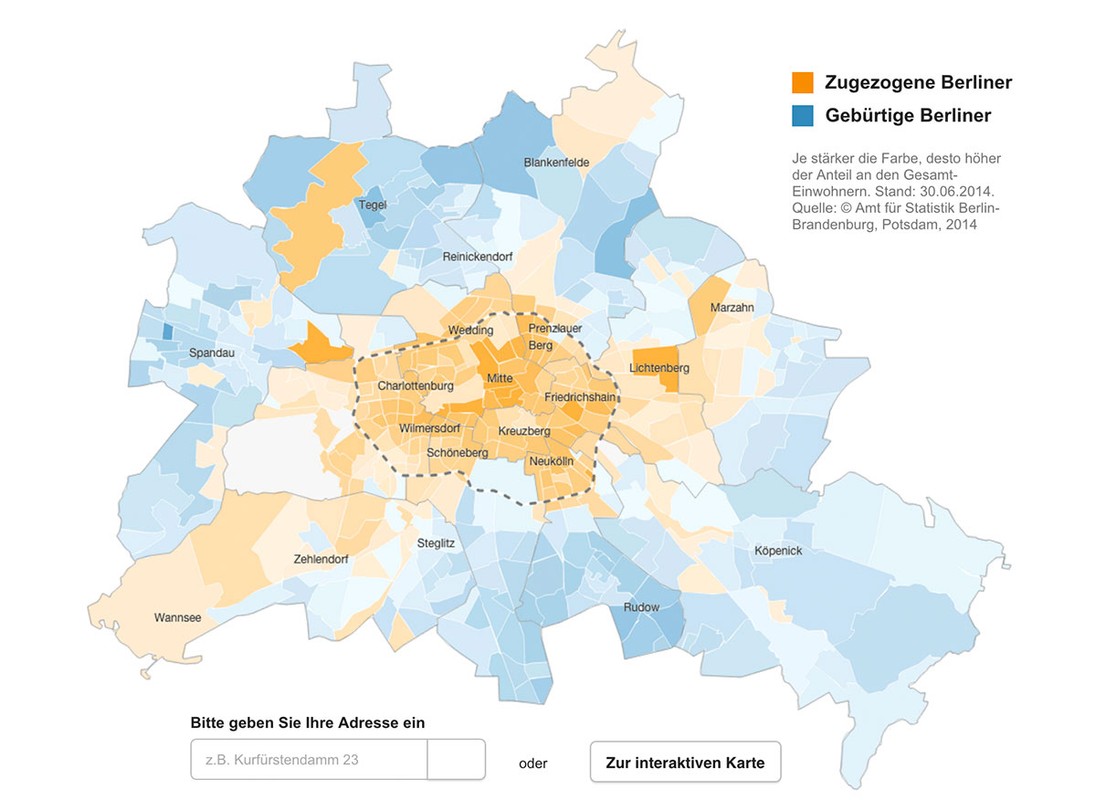 Zugezogene Berliner
Gebürtige Berliner
Je stärker die Farbe, desto höher
der Anteil an den Gesamt-
Einwohnern. Stand: 30.06.2014.
Quelle: © Amt für Statistik Berlin-
Brandenburg, Potsdam, 2014
Blankenfelde
Tegel
Reinickendorf
Marzahn
Wedding
Prenzlauer
Berg
Spandau
Lichtenberg
Mitte
Charlottenburg
Friedrichshain
Wilmersdorf
Kreuzberg
Schöneberg
Neukölln
Steglitz
Köpenick
Zehlendorf
Rudow
Wannsee
Bitte geben Sie Ihre Adresse ein
z.B. Kurfürstendamm 23
oder
Zur interaktiven Karte